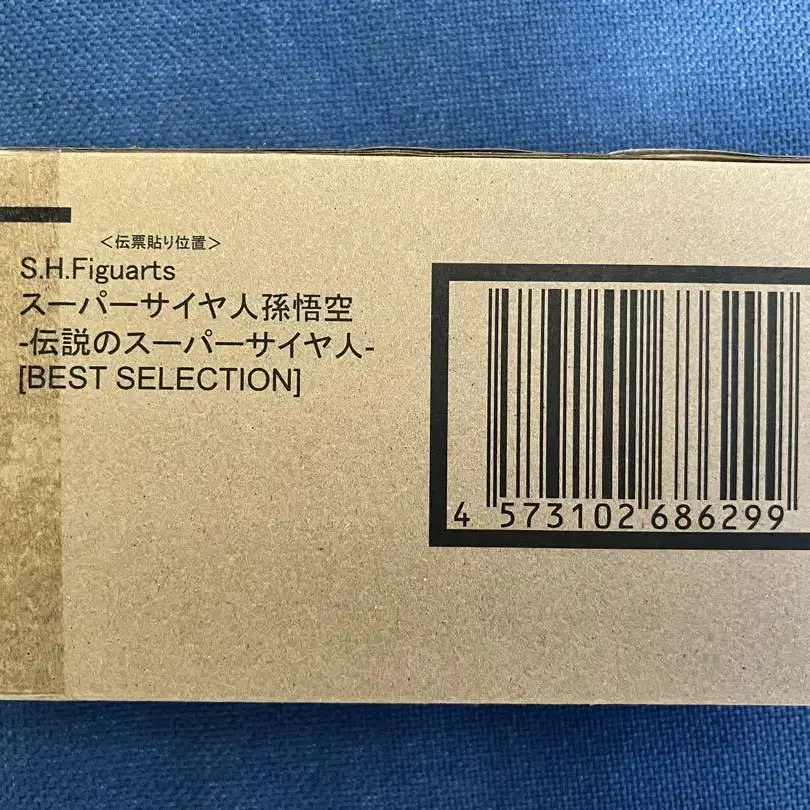 ＜伝票貼り位置＞
S.H.Figuarts
スーパーサイヤ人孫悟空
-伝説のスーパーサイヤ人-
[BEST SELECTION]
4 573102 686299